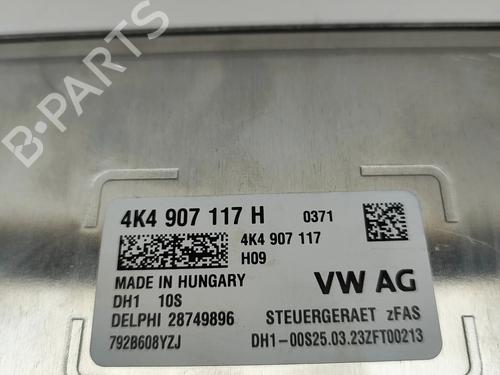 B-PARTS
4K4 907 117 H 0371
4K4 907 117
H09
MADE IN HUNGARY
DH1 10S
DELPHI 28749896
792B608YZJ
VW AG
STEUERGERAET zFAS
DH1-00S25.03.23ZFT00213